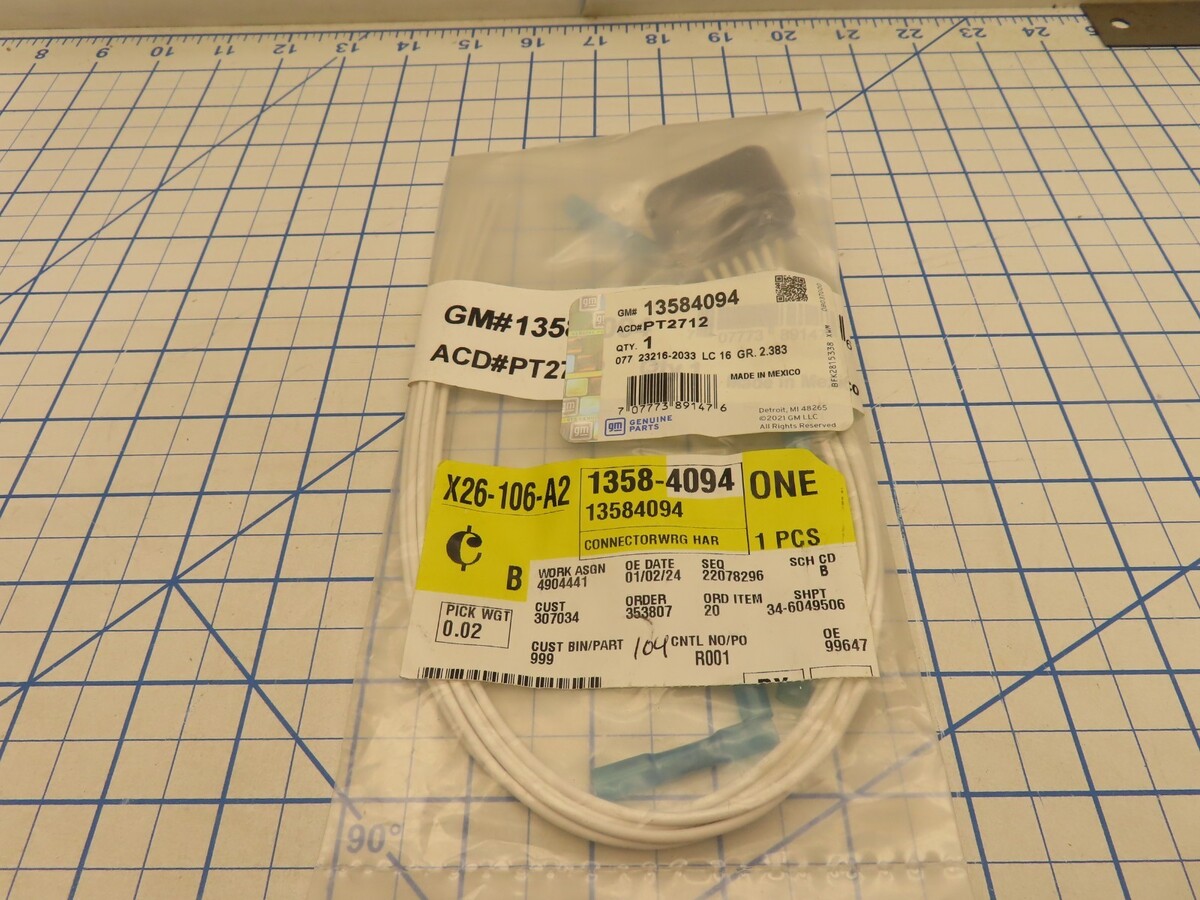 8 9 10 11 12 13 14 15 16 17 18 19 20 21 22 23 24
GM#1358
ACD#PT27
gm
GM# 13584094
ACD#PT2712
QTY. 1
077 23216-2033 LC 16 GR. 2.383
MADE IN MEXICO
7 07773 89147 6
gm GENUINE PARTS
Detroit, MI 48265
©2021 GM LLC
All Rights Reserved
BFK2815338 XWM
X26-106-A2
1358-4094
13584094
CONNECTORWRG HAR
ONE
1 PCS
¢
B
WORK ASGN
4904441
OE DATE
01/02/24
SEQ
22078296
SCH CD
B
PICK WGT
0.02
CUST
307034
ORDER
353807
ORD ITEM
20
SHPT
34-6049506
CUST BIN/PART
999
104
CNTL NO/PO
R001
OE
99647
90°